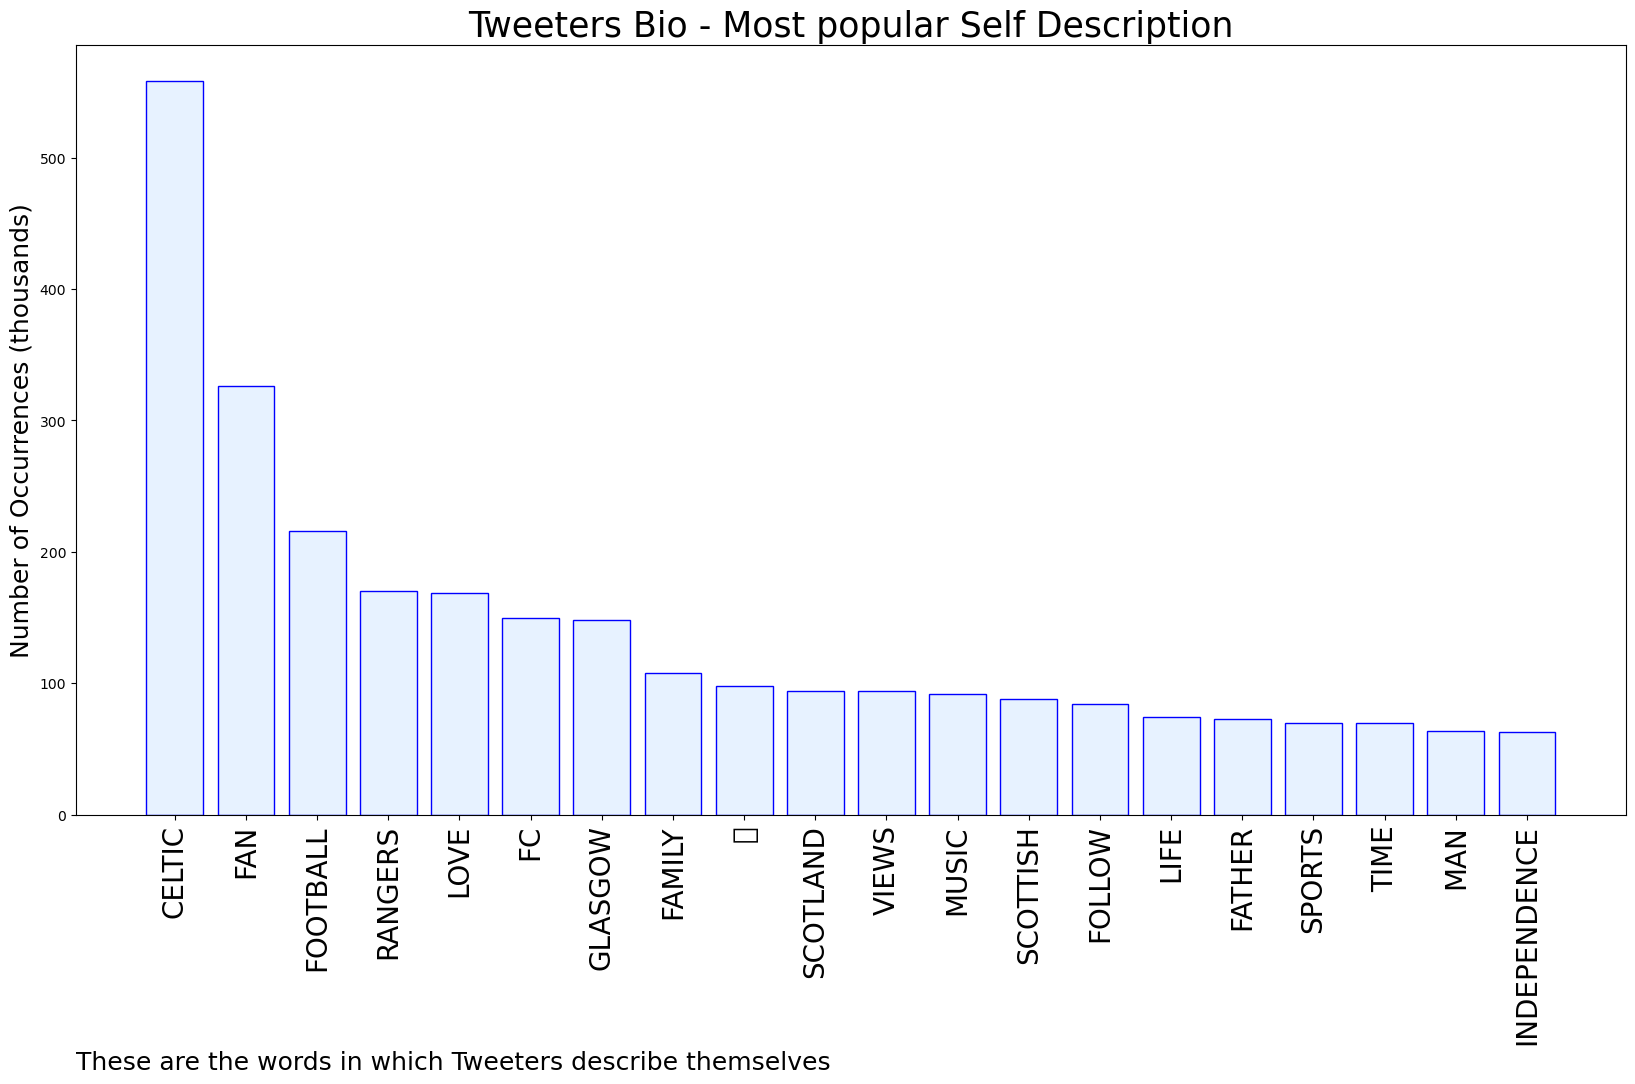 Tweeters Bio - Most popular Self Description
Number of Occurrences (thousands)
500
400
300
200
100
0
CELTIC
FAN
FOOTBALL
RANGERS
LOVE
FC
GLASGOW
FAMILY
SCOTLAND
VIEWS
MUSIC
SCOTTISH
FOLLOW
LIFE
FATHER
SPORTS
TIME
MAN
INDEPENDENCE
These are the words in which Tweeters describe themselves